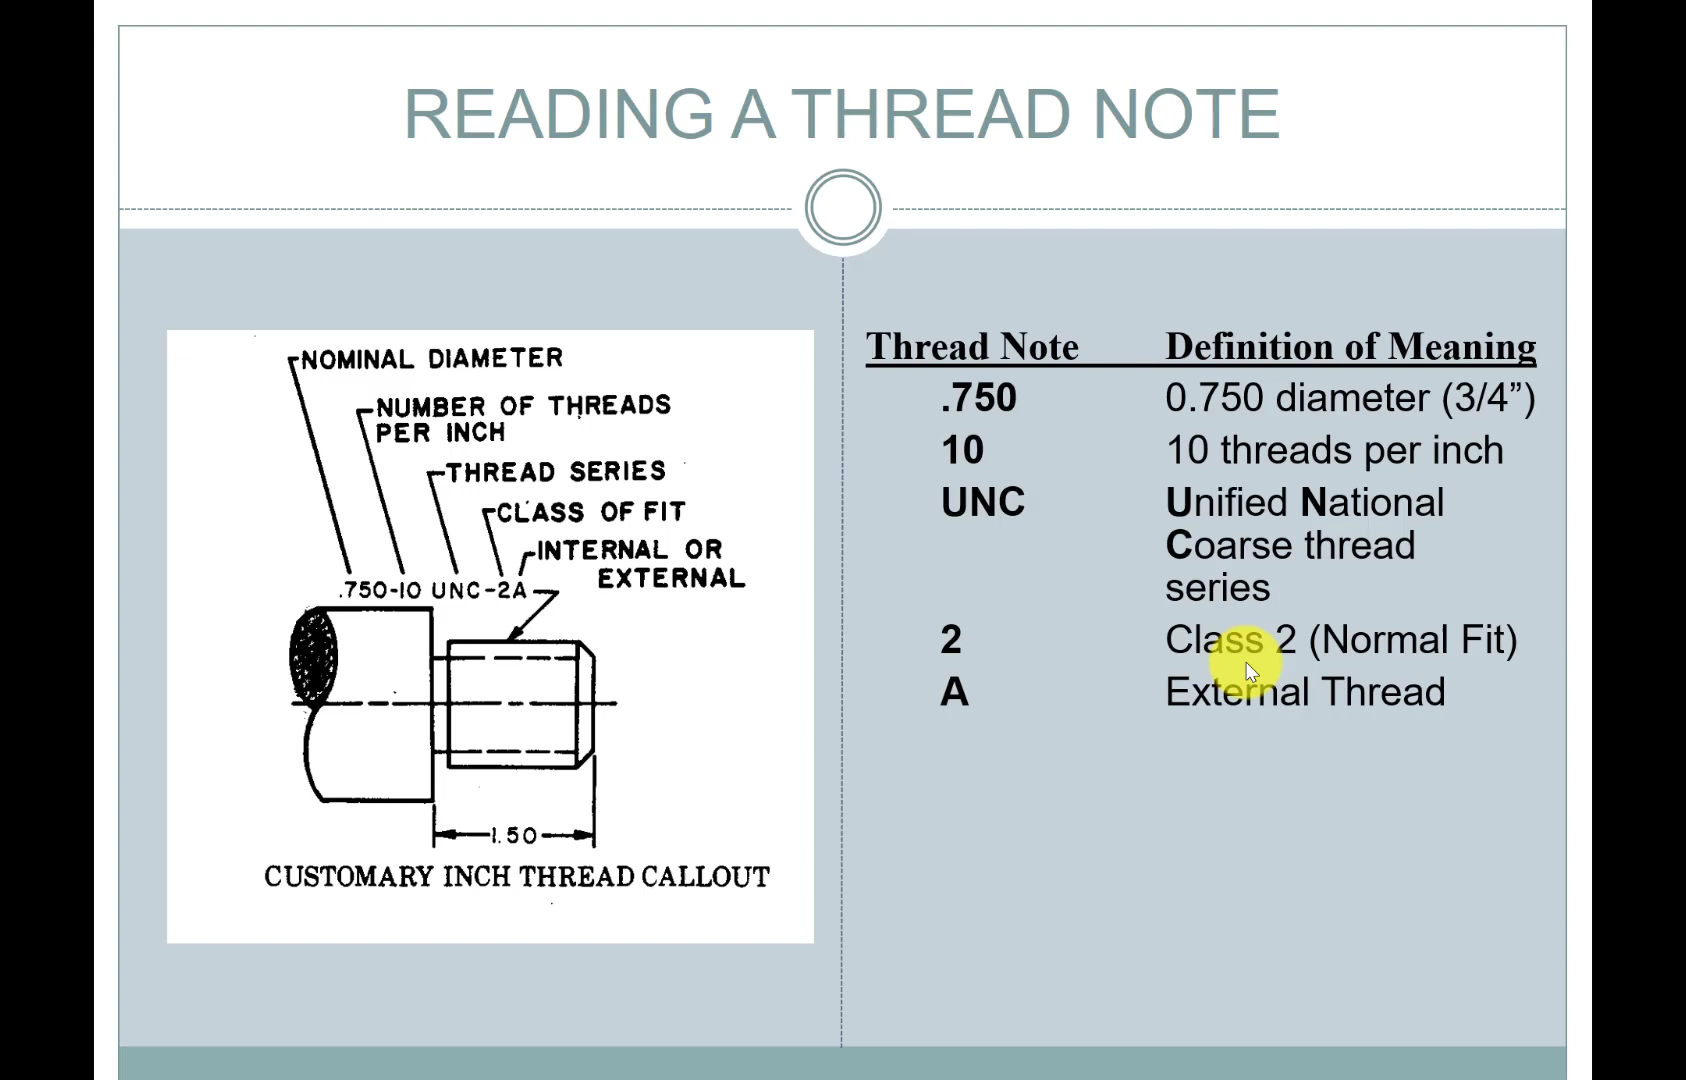 READING A THREAD NOTE
NOMINAL DIAMETER
NUMBER OF THREADS
PER INCH
THREAD SERIES
CLASS OF FIT
INTERNAL OR
EXTERNAL
.750-10 UNC-2A
1.50
CUSTOMARY INCH THREAD CALLOUT
Thread Note Definition of Meaning
.750 0.750 diameter (3/4”)
10 10 threads per inch
UNC Unified National
Coarse thread
series
2 Class 2 (Normal Fit)
A External Thread